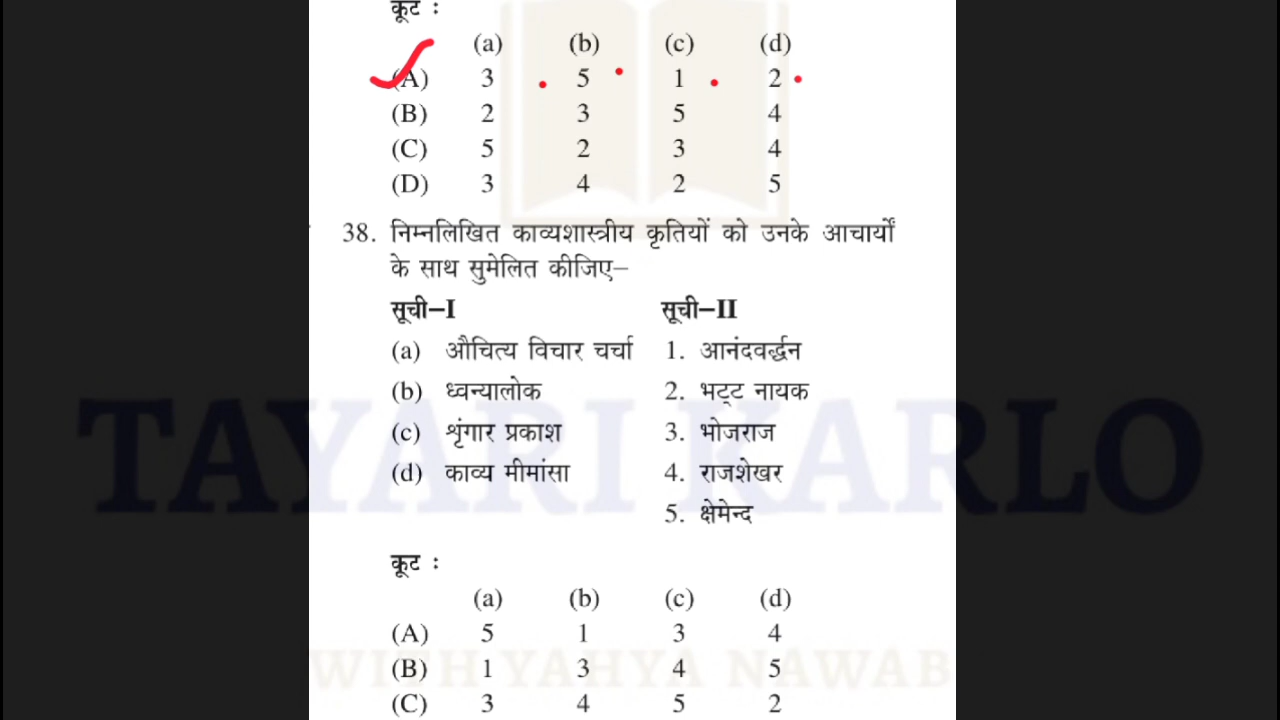 कूट :
(a) (b) (c) (d)
(A) 3 5 1 2
(B) 2 3 5 4
(C) 5 2 3 4
(D) 3 4 2 5
38. निम्नलिखित काव्यशास्त्रीय कृतियों को उनके आचार्यों
के साथ सुमेलित कीजिए–
सूची–I सूची–II
(a) औचित्य विचार चर्चा 1. आनंदवर्द्धन
(b) ध्वन्यालोक 2. भट्ट नायक
(c) शृंगार प्रकाश 3. भोजराज
(d) काव्य मीमांसा 4. राजशेखर
5. क्षेमेन्द
TAYARI KARLO
कूट :
(a) (b) (c) (d)
(A) 5 1 3 4
(B) 1 3 4 5
WITH YAHYA NAWAB
(C) 3 4 5 2